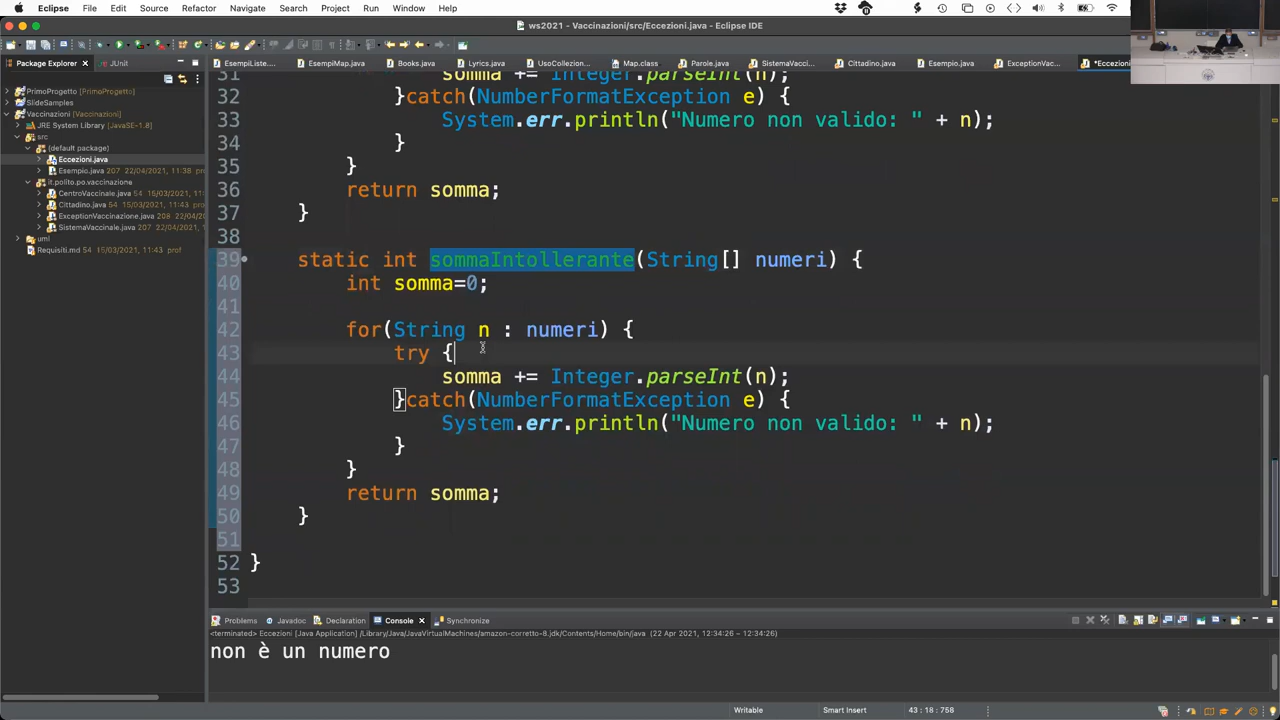 Eclipse File Edit Source Refactor Navigate Search Project Run Window Help
ws2021 - Vaccinazioni/src/Eccezioni.java - Eclipse IDE
Package Explorer JUnit
EsempiListe.... EsempiMap.java Books.java Lyrics.java UsoCollezion... Map.class Parole.java SistemaVacci... Cittadino.java Esempio.java ExceptionVac... *Eccezioni
PrimoProgetto [PrimoProgetto]
SlideSamples
Vaccinazioni [Vaccinazioni]
JRE System Library [JavaSE-1.8]
src
(default package)
Eccezioni.java
Esempio.java 207 22/04/2021, 11:38 prof
it.polito.po.vaccinazione
CentroVaccinale.java 54 15/03/2021, 11:
Cittadino.java 54 15/03/2021, 11:43 prof
ExceptionVaccinazione.java 208 22/04/2
SistemaVaccinale.java 207 22/04/2021, 1
uml
Requisiti.md 54 15/03/2021, 11:43 prof
31 somma += Integer.parseInt(n);
32 }catch(NumberFormatException e) {
33 System.err.println("Numero non valido: " + n);
34 }
35 }
36 return somma;
37 }
38
39 static int sommaIntollerante(String[] numeri) {
40 int somma=0;
41
42 for(String n : numeri) {
43 try {
44 somma += Integer.parseInt(n);
45 }catch(NumberFormatException e) {
46 System.err.println("Numero non valido: " + n);
47 }
48 }
49 return somma;
50 }
51
52 }
53
Problems Javadoc Declaration Console Synchronize
<terminated> Eccezioni [Java Application] /Library/Java/JavaVirtualMachines/amazon-corretto-8.jdk/Contents/Home/bin/java (22 Apr 2021, 12:34:26 – 12:34:26)
non è un numero
Writable Smart Insert 43 : 18 : 758